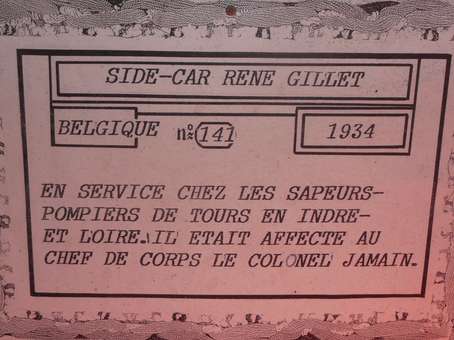 SIDE-CAR RENE GILLET
BELGIQUE n° 141 1934
EN SERVICE CHEZ LES SAPEURS-
POMPIERS DE TOURS EN INDRE-
ET LOIRE. IL ETAIT AFFECTE AU
CHEF DE CORPS LE COLONEL JAMAIN.